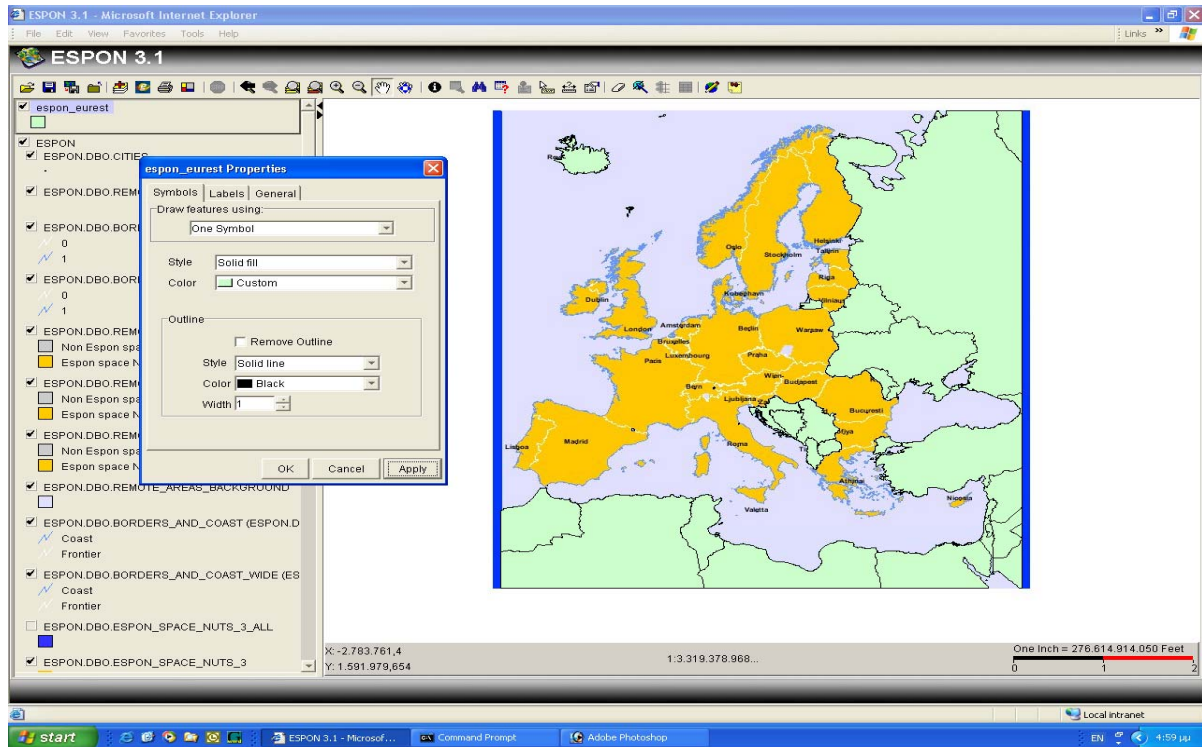 ESPON 3.1 - Microsoft Internet Explorer
File Edit View Favorites Tools Help
Links »
ESPON 3.1
espon_eurest
ESPON
ESPON.DBO.CITIES
ESPON.DBO.REM
ESPON.DBO.BOR
0
1
ESPON.DBO.BOR
0
1
ESPON.DBO.REM
Non Espon spa
Espon space N
ESPON.DBO.REM
Non Espon spa
Espon space N
ESPON.DBO.REM
Non Espon spa
Espon space N
ESPON.DBO.REMOTE_AREAS_BACKGROUND
ESPON.DBO.BORDERS_AND_COAST (ESPON.D
Coast
Frontier
ESPON.DBO.BORDERS_AND_COAST_WIDE (ES
Coast
Frontier
ESPON.DBO.ESPON_SPACE_NUTS_3_ALL
ESPON.DBO.ESPON_SPACE_NUTS_3
espon_eurest Properties
Symbols Labels General
Draw features using:
One Symbol
Style Solid fill
Color Custom
Outline
Remove Outline
Style Solid line
Color Black
Width 1
OK Cancel Apply
Oslo
Helsinki
Stockholm
Tallinn
Riga
Kobenhavn
Vilnius
Dublin
London
Amsterdam
Berlin
Warsaw
Bruxelles
Paris
Luxembourg
Praha
Wien
Bern
Budapest
Ljubljana
Bucuresti
Madrid
Lisboa
Roma
Athinai
Valetta
Nicosia
X: -2.783.761,4
Y: 1.591.979,654
1:3.319.378.968...
One Inch = 276.614.914.050 Feet
0 1 2
Local intranet
start
ESPON 3.1 - Microsof...
Command Prompt
Adobe Photoshop
EN
4:59 μμ